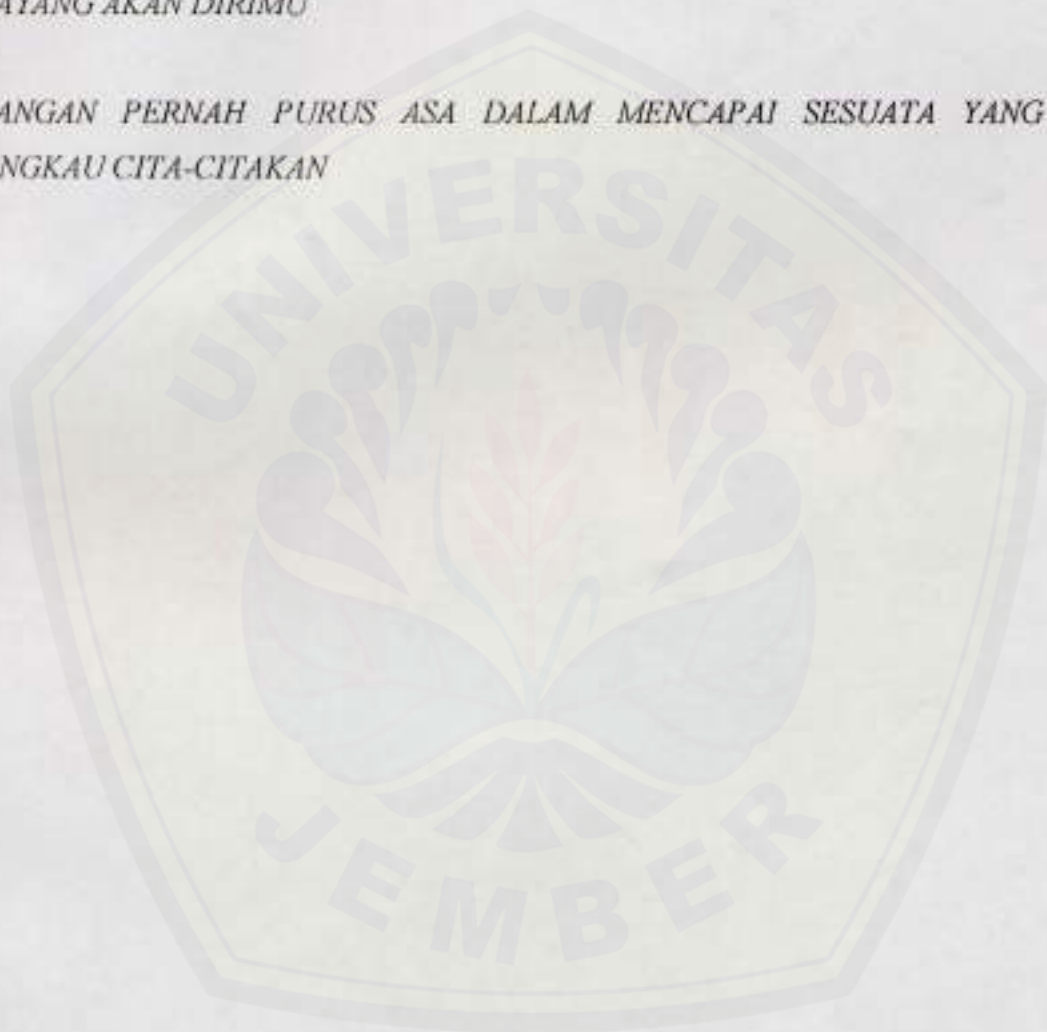 AYANG AKAN DIRIMU
ANGAN PERNAH PURUS ASA DALAM MENCAPAI SESUATA YANG
NGKAU CITA-CITAKAN
UNIVERSITAS
JEMBER